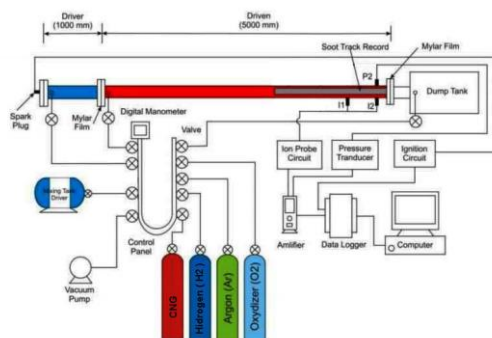 Driver
(1000 mm)
Driven
(5000 mm)
Soot Track Record
Mylar Film
P2
Spark
Plug
Mylar
Film
Digital Manometer
Valve
I1
I2
Dump Tank
Ion Probe
Circuit
Pressure
Tranducer
Ignition
Circuit
Mixing Tank
Driver
Control
Panel
Amlifier
Data Logger
Computer
Vacuum
Pump
CNG
Hidrogen (H2)
Argon (Ar)
Oxydizer (O2)